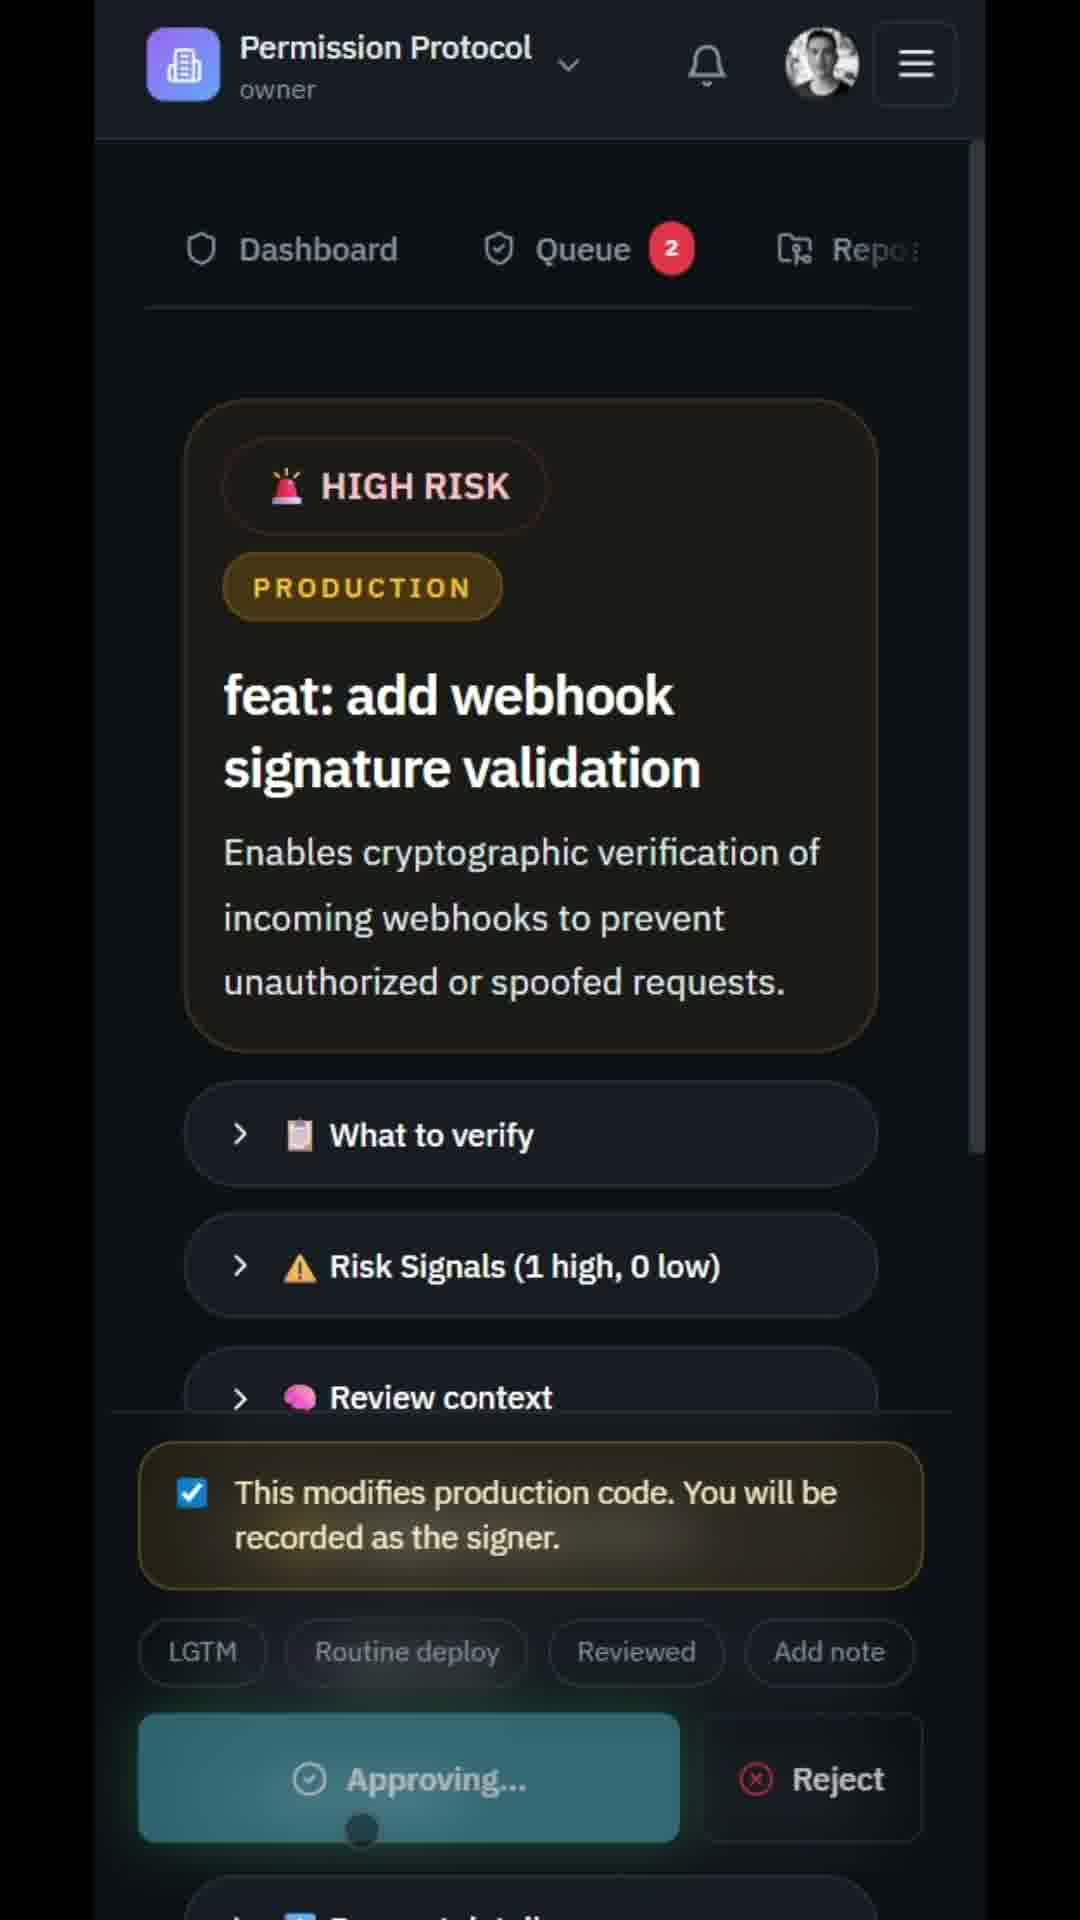 Permission Protocol
owner
Dashboard
Queue 2
HIGH RISK
PRODUCTION
feat: add webhook
signature validation
Enables cryptographic verification of
incoming webhooks to prevent
unauthorized or spoofed requests.
What to verify
Risk Signals (1 high, 0 low)
Review context
This modifies production code. You will be
recorded as the signer.
LGTM
Routine deploy
Reviewed
Add note
Approving...
Reject